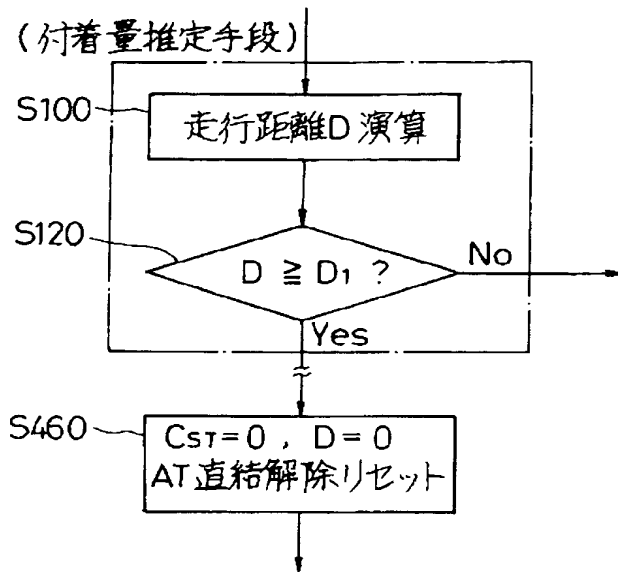 (付着量推定手段)
S100
走行距離D 演算
S120
D ≧ D1 ?
No
Yes
S460
CST=0 , D=0
AT直結解除リセット